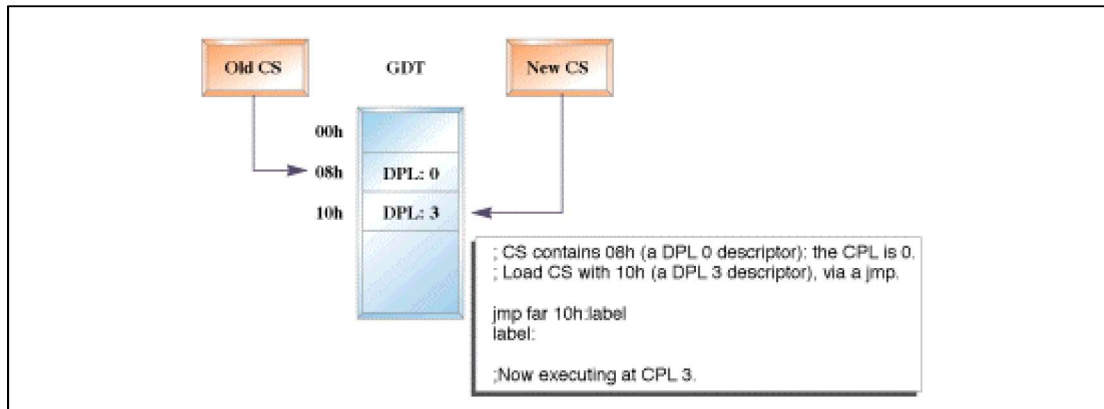 Old CS
GDT
New CS
00h
08h
DPL: 0
10h
DPL: 3
; CS contains 08h (a DPL 0 descriptor): the CPL is 0.
; Load CS with 10h (a DPL 3 descriptor), via a jmp.
jmp far 10h:label
label:
;Now executing at CPL 3.